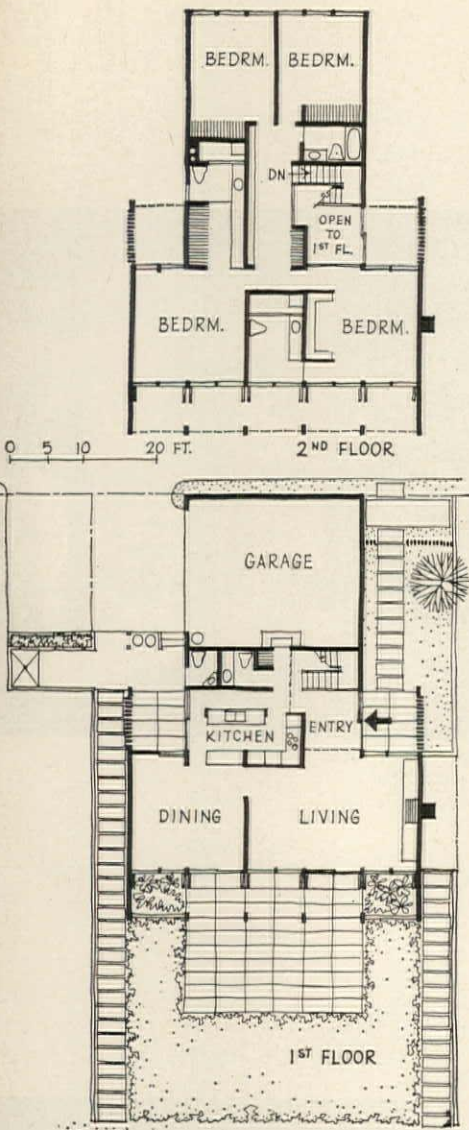 BEDRM. BEDRM.
DN
OPEN
TO
1ST FL.
BEDRM. BEDRM.
0 5 10 20 FT. 2ND FLOOR
GARAGE
KITCHEN ENTRY
DINING LIVING
1ST FLOOR